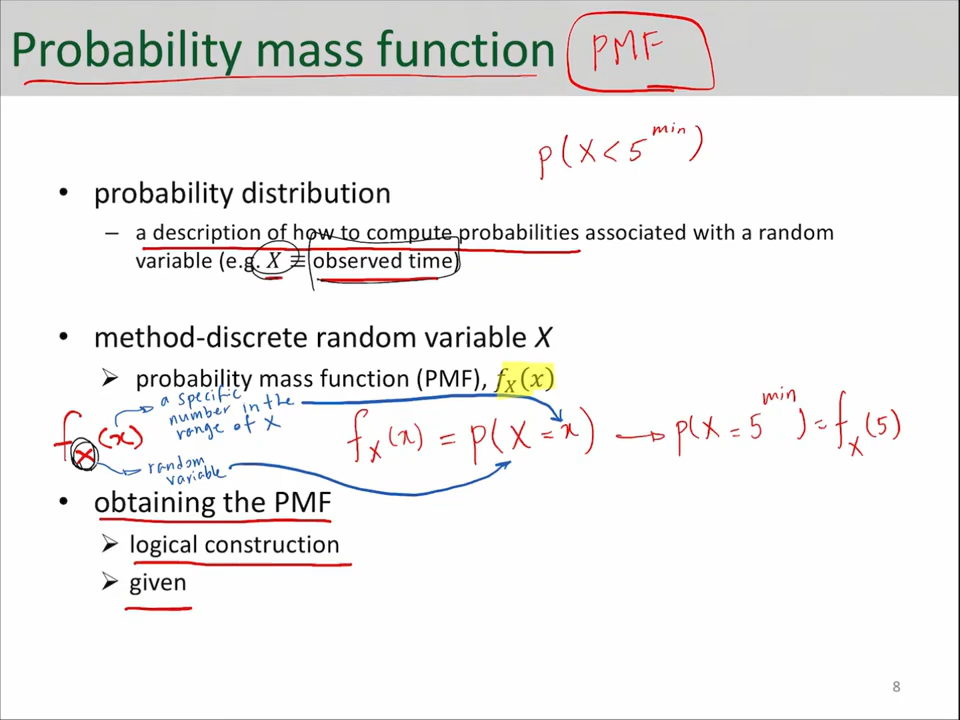 Probability mass function PMF
p(X < 5 min)
• probability distribution
– a description of how to compute probabilities associated with a random
variable (e.g. X ≡ observed time)
• method-discrete random variable X
➢ probability mass function (PMF), fX(x)
a specific
number in the
range of X
fX(x)
random
variable
fX(x) = p(X = x) → p(X = 5 min) = fX(5)
• obtaining the PMF
➢ logical construction
➢ given
8